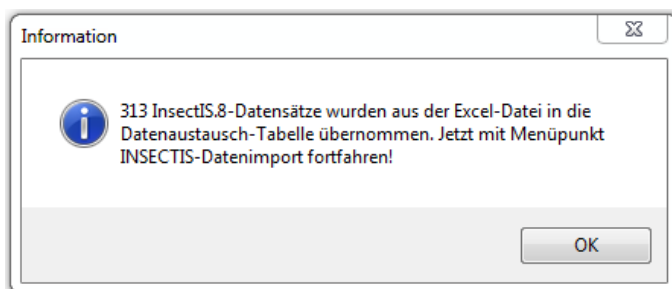 Information
313 InsectIS.8-Datensätze wurden aus der Excel-Datei in die
Datenaustausch-Tabelle übernommen. Jetzt mit Menüpunkt
INSECTIS-Datenimport fortfahren!
OK